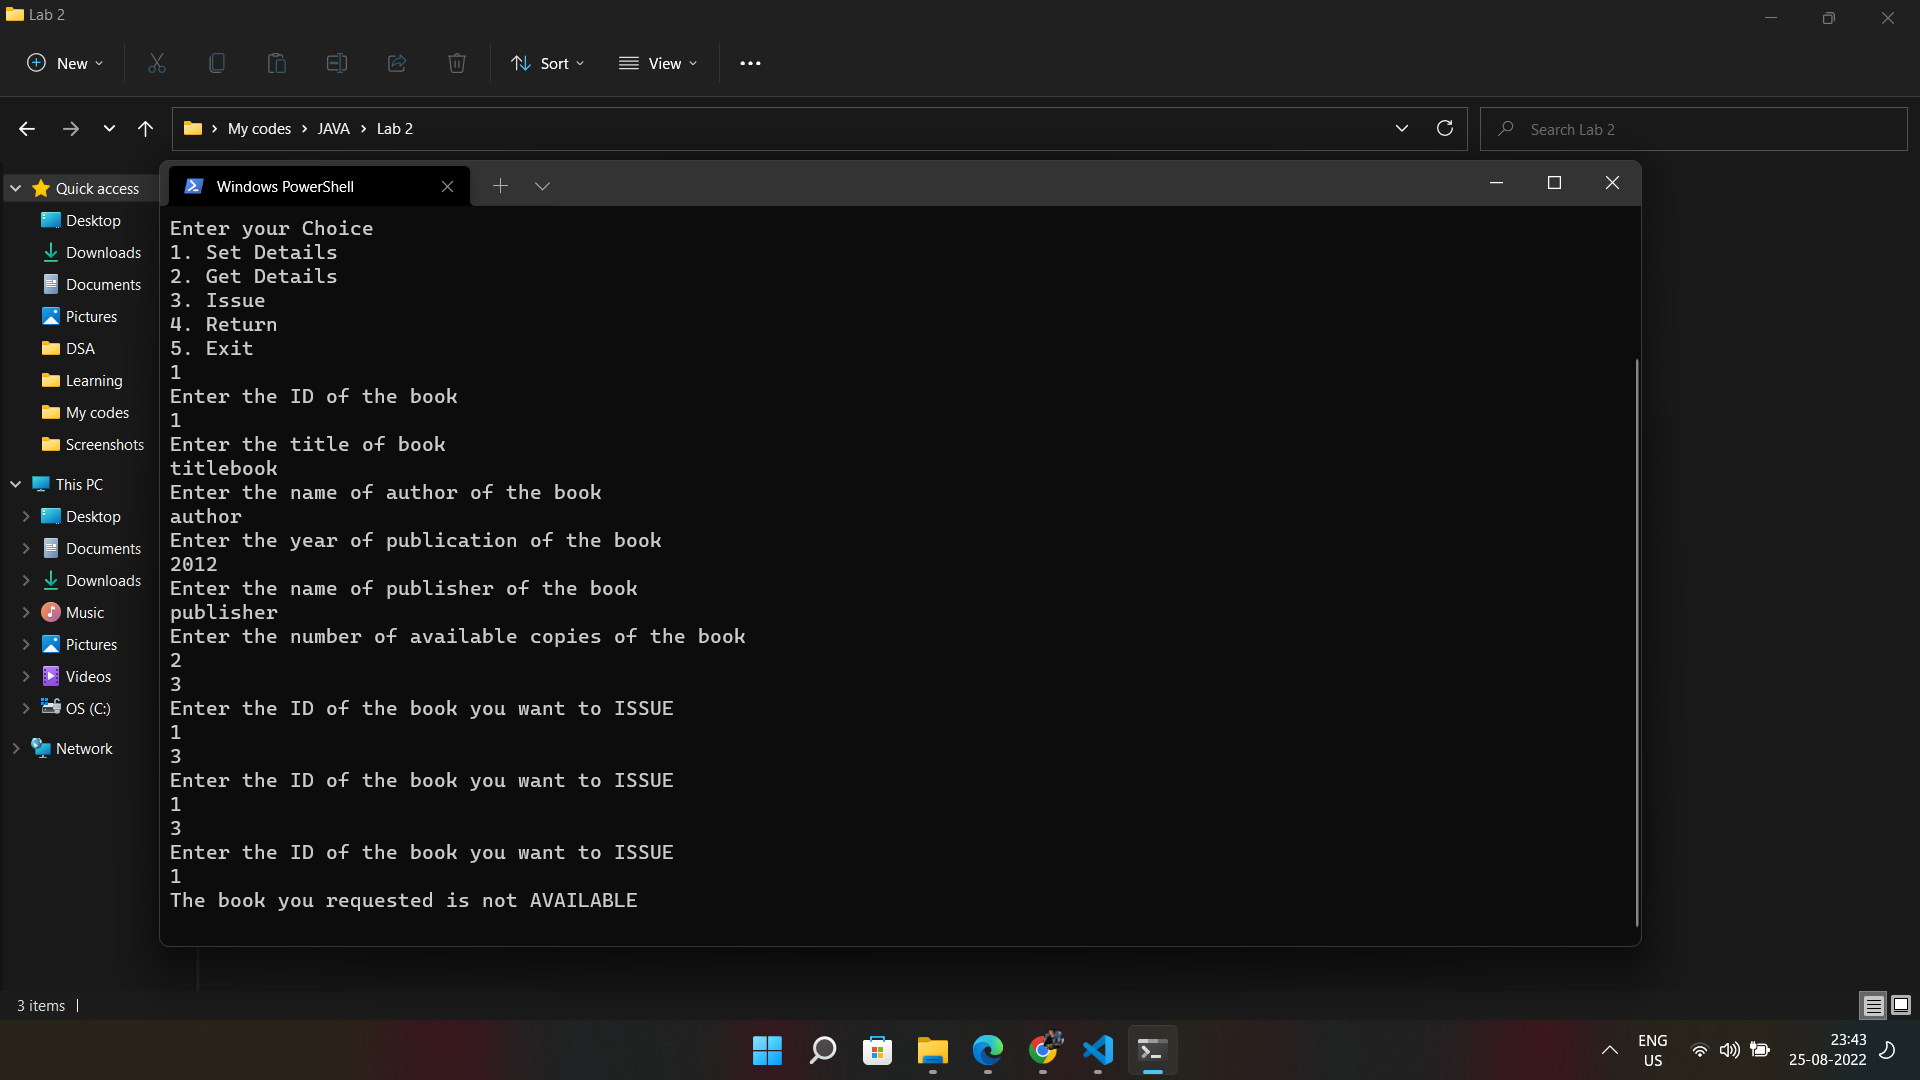 Lab 2
New
Sort
View
My codes
JAVA
Lab 2
Search Lab 2
Quick access
Desktop
Downloads
Documents
Pictures
DSA
Learning
My codes
Screenshots
This PC
Desktop
Documents
Downloads
Music
Pictures
Videos
OS (C:)
Network
Windows PowerShell
Enter your Choice
1. Set Details
2. Get Details
3. Issue
4. Return
5. Exit
1
Enter the ID of the book
1
Enter the title of book
titlebook
Enter the name of author of the book
author
Enter the year of publication of the book
2012
Enter the name of publisher of the book
publisher
Enter the number of available copies of the book
2
3
Enter the ID of the book you want to ISSUE
1
3
Enter the ID of the book you want to ISSUE
1
3
Enter the ID of the book you want to ISSUE
1
The book you requested is not AVAILABLE
3 items
ENG
US
23:43
25-08-2022